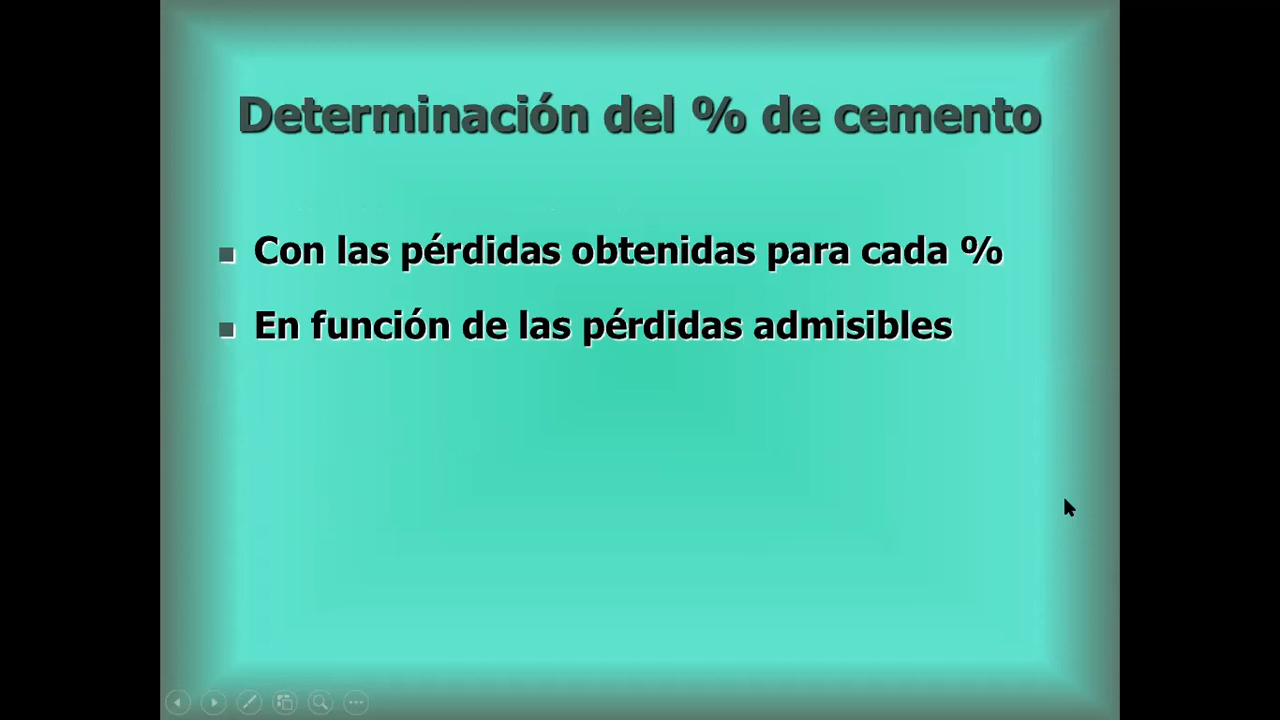 Determinación del % de cemento
Con las pérdidas obtenidas para cada %
En función de las pérdidas admisibles